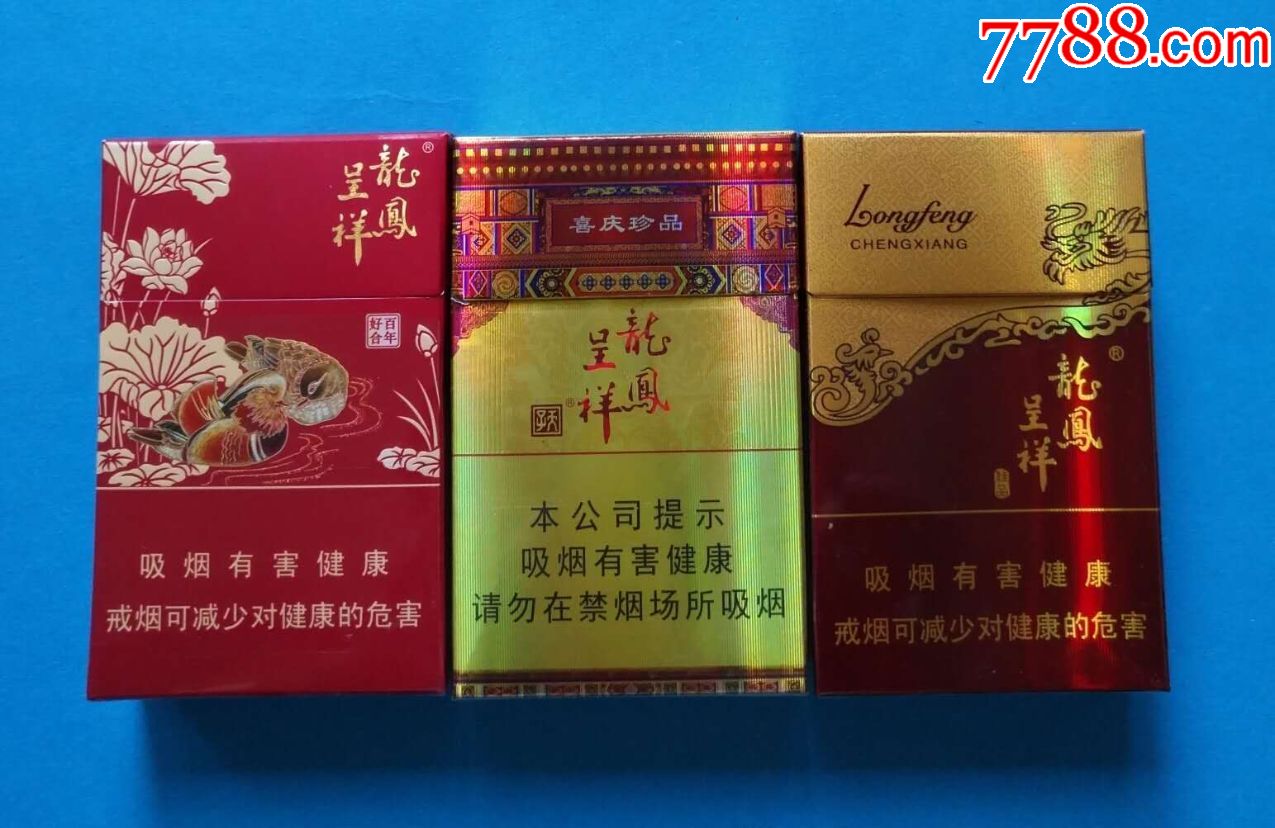 7788.com
龍鳳
呈祥
®
百年
好合
吸烟有害健康
戒烟可减少对健康的危害
喜庆珍品
龍鳳
呈祥
®
天子
本公司提示
吸烟有害健康
请勿在禁烟场所吸烟
Longfeng
CHENGXIANG
龍鳳
呈祥
®
吸烟有害健康
戒烟可减少对健康的危害